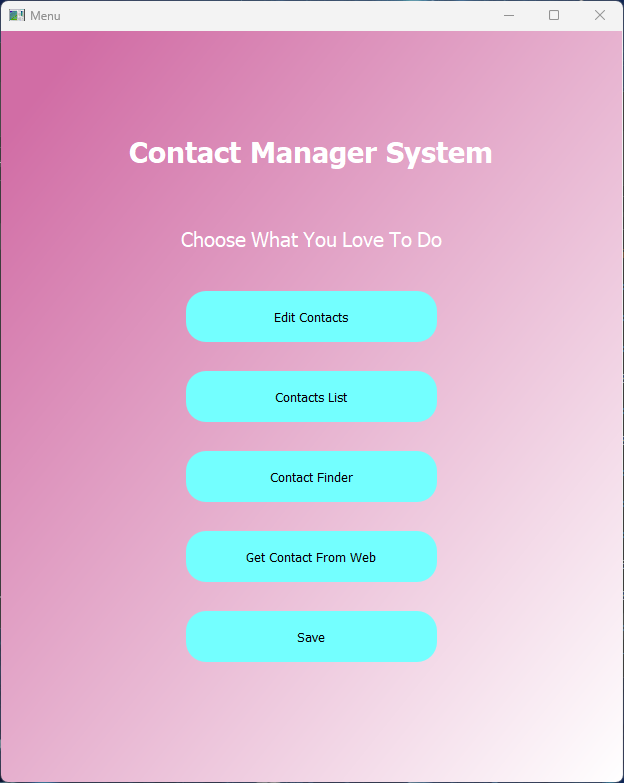 Menu
Contact Manager System
Choose What You Love To Do
Edit Contacts
Contacts List
Contact Finder
Get Contact From Web
Save